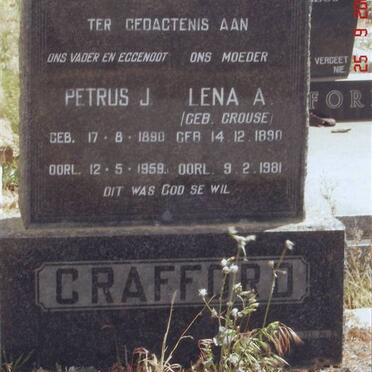 TER GEDACTENIS AAN
ONS VADER EN EGGENOOT ONS MOEDER
PETRUS J. LENA A.
(GEB. CROUSE)
GEB. 17-8-1890 GEB 14.12.1890
OORL. 12-5-1959. OORL. 9.2.1981
DIT WAS GOD SE WIL
CRAFFORD
VERGEET
NIE
FOR
25 9 20